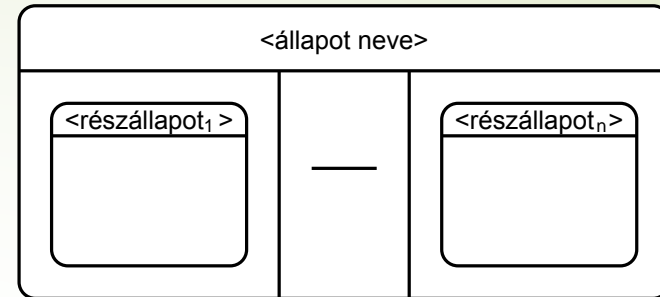 <állapot neve>
<részállapot₁ >
<részállapotₙ>